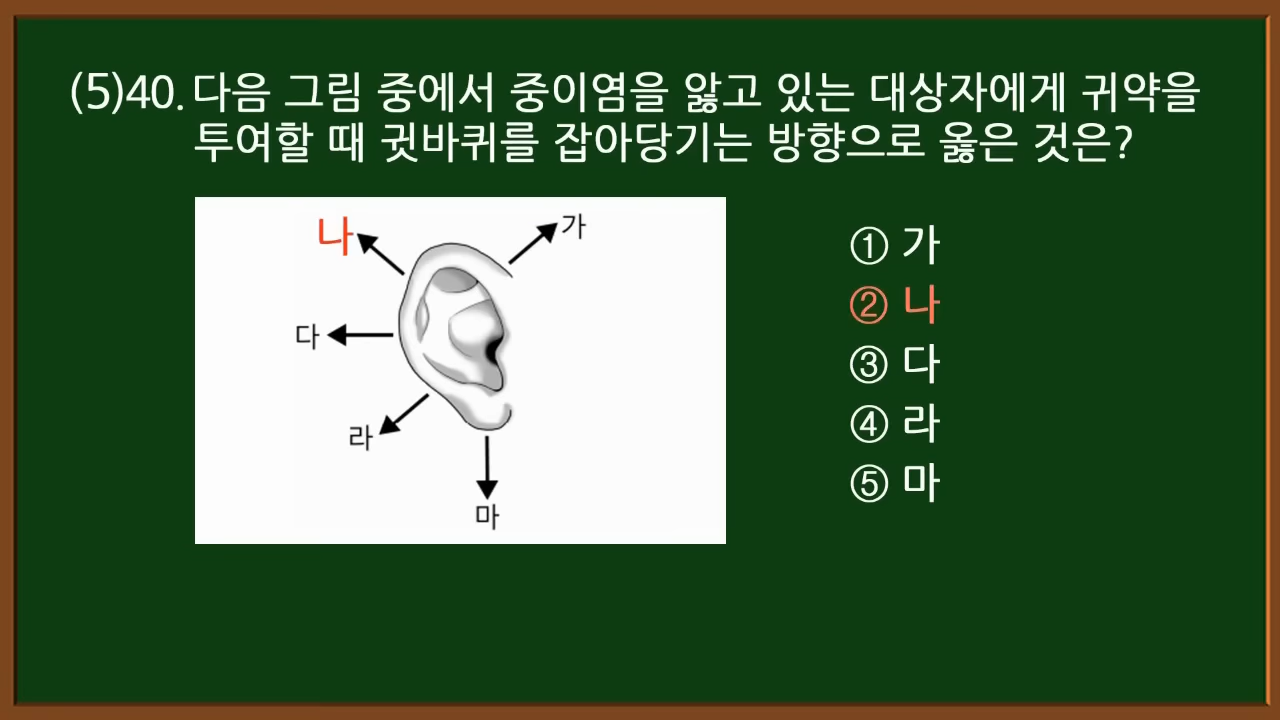 (5)40. 다음 그림 중에서 중이염을 앓고 있는 대상자에게 귀약을
투여할 때 귓바퀴를 잡아당기는 방향으로 옳은 것은?
나
가
다
라
마
① 가
② 나
③ 다
④ 라
⑤ 마